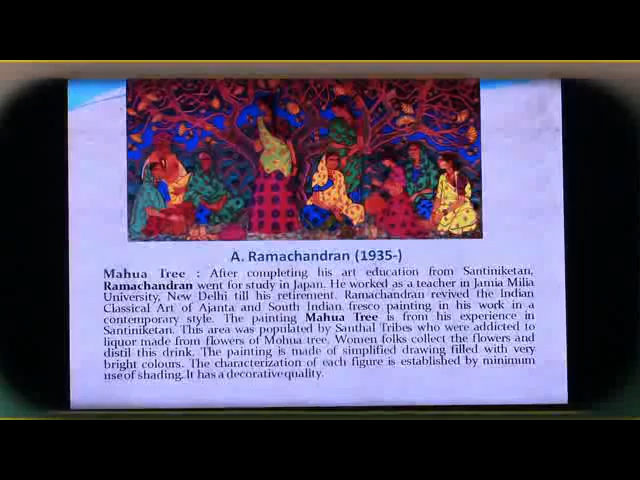 A. Ramachandran (1935-)
Mahua Tree : After completing his art education from Santiniketan,
Ramachandran went for study in Japan. He worked as a teacher in Jamia Milia
University, New Delhi till his retirement. Ramachandran revived the Indian
Classical Art of Ajanta and South Indian fresco painting in his work in a
contemporary style. The painting Mahua Tree is from his experience in
Santiniketan. This area was populated by Santhal Tribes who were addicted to
liquor made from flowers of Mohua tree. Women folks collect the flowers and
distil this drink. The painting is made of simplified drawing filled with very
bright colours. The characterization of each figure is established by minimum
use of shading. It has a decorative quality.